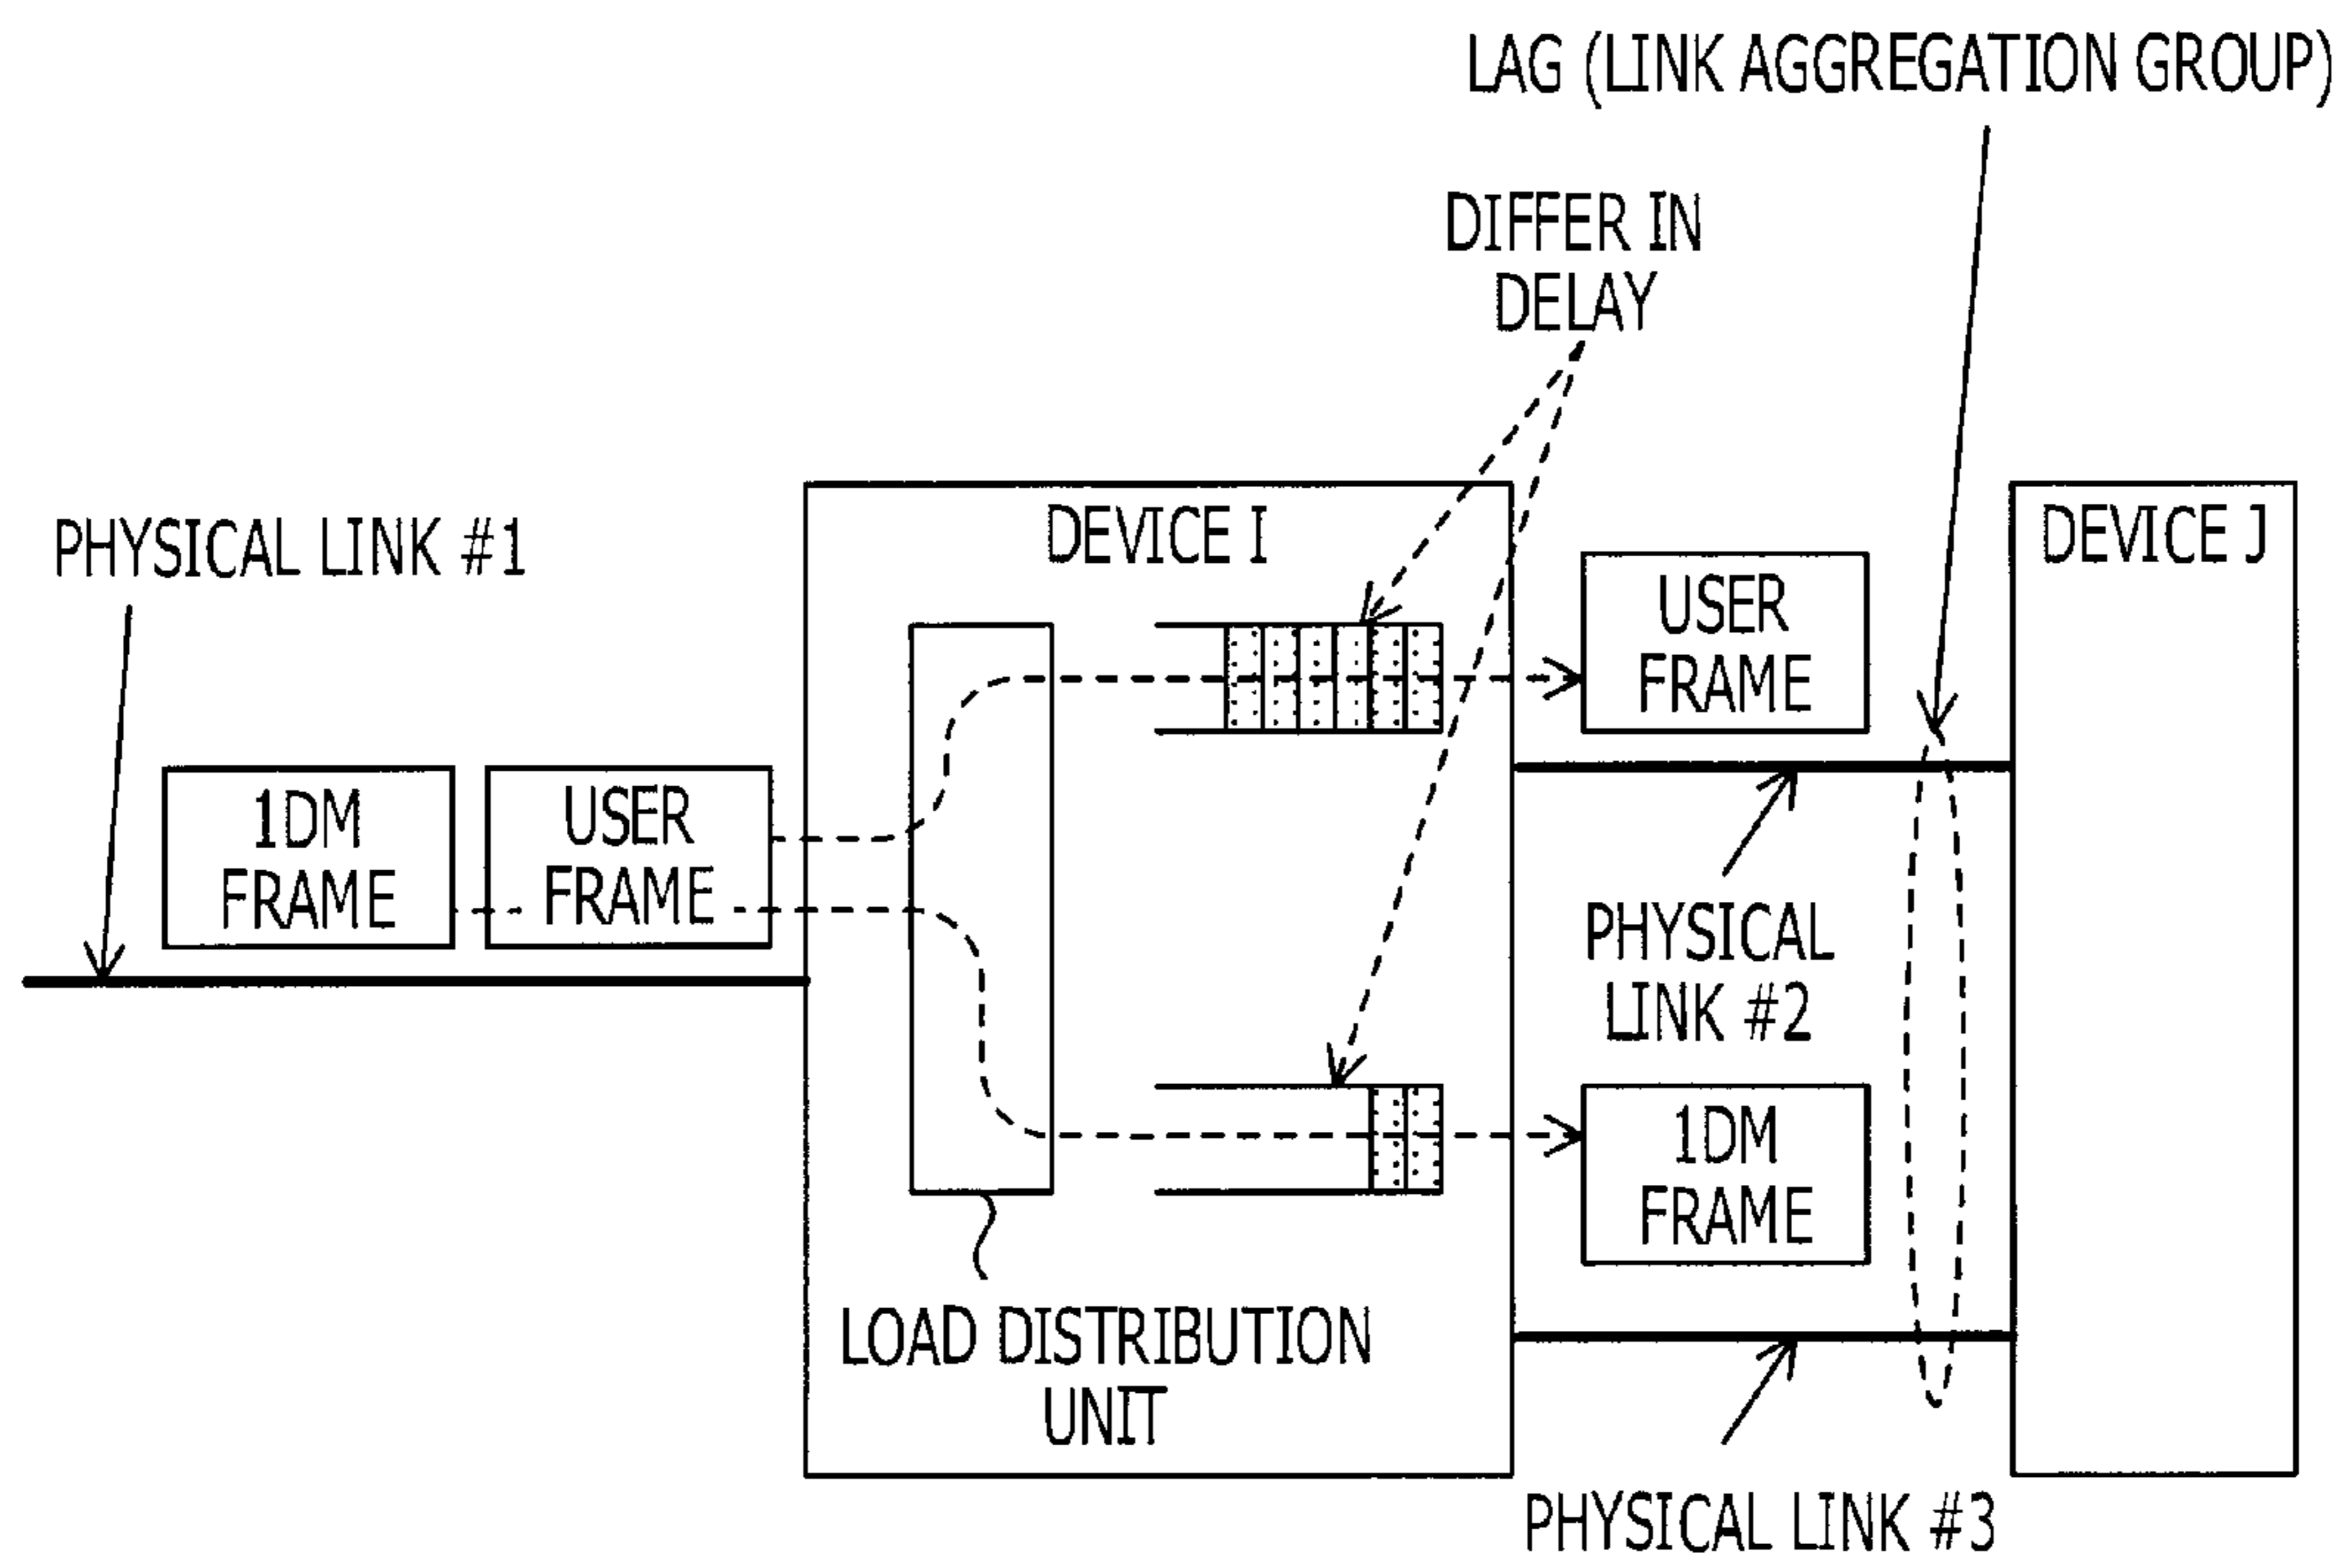 LAG (LINK AGGREGATION GROUP)
DIFFER IN
DELAY
PHYSICAL LINK #1
DEVICE I
DEVICE J
USER
FRAME
1DM
FRAME
USER
FRAME
PHYSICAL
LINK #2
1DM
FRAME
LOAD DISTRIBUTION
UNIT
PHYSICAL LINK #3